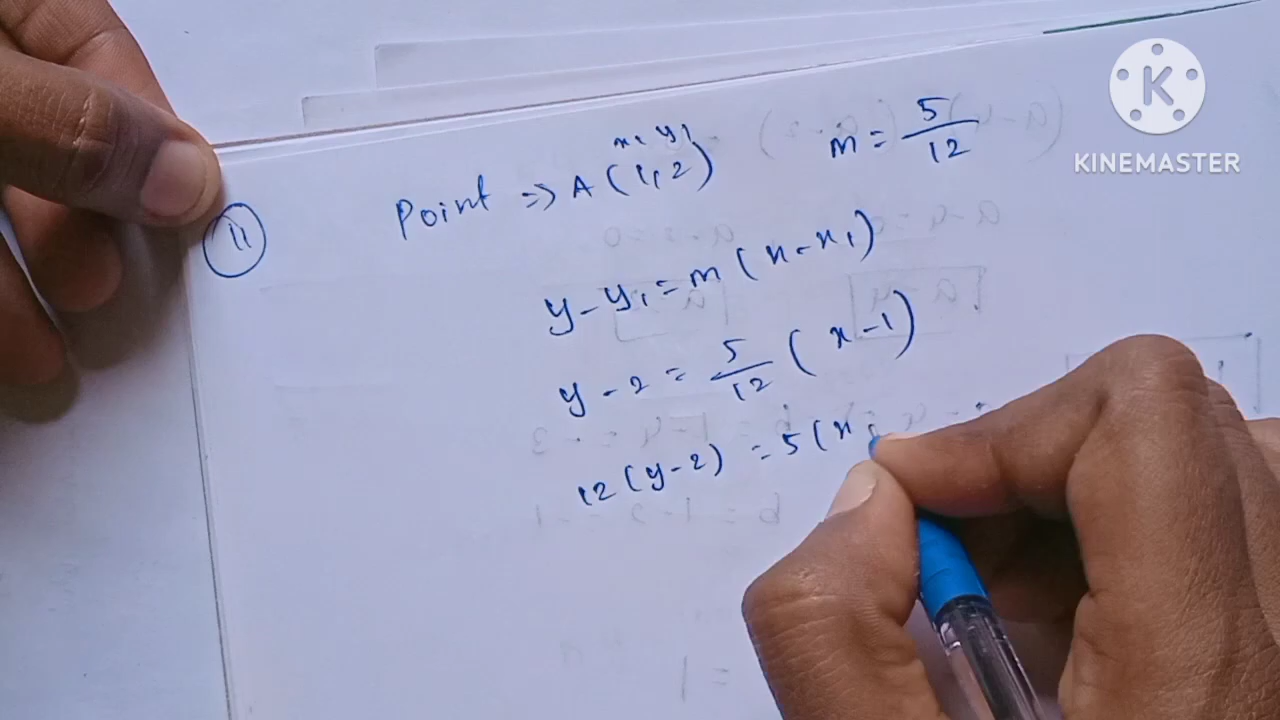 KINEMASTER
x1 y1
11 Point => A (1, 2) m = 5/12
y - y1 = m (x - x1)
y - 2 = 5/12 (x - 1)
12 (y - 2) = 5 (x